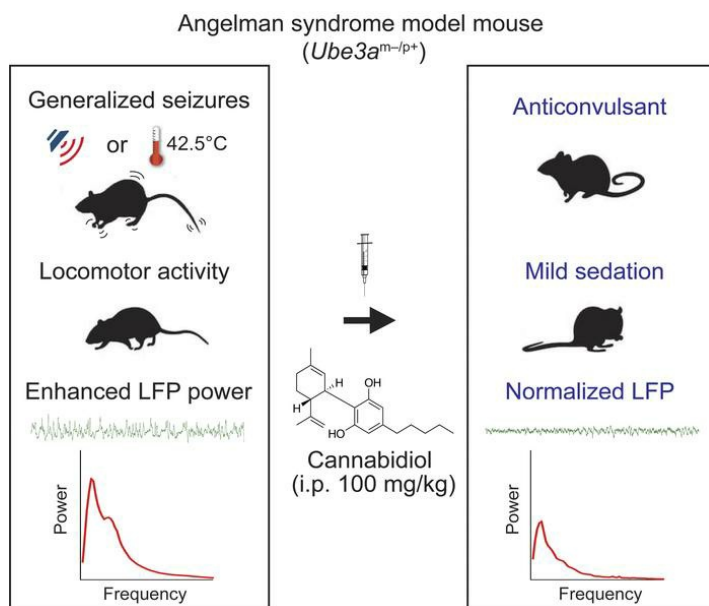 Angelman syndrome model mouse
(Ube3aᵐ⁻/ᵖ⁺)
Generalized seizures
or
42.5°C
Locomotor activity
Enhanced LFP power
Power
Frequency
H
OH
H
HO
Cannabidiol
(i.p. 100 mg/kg)
Anticonvulsant
Mild sedation
Normalized LFP
Power
Frequency